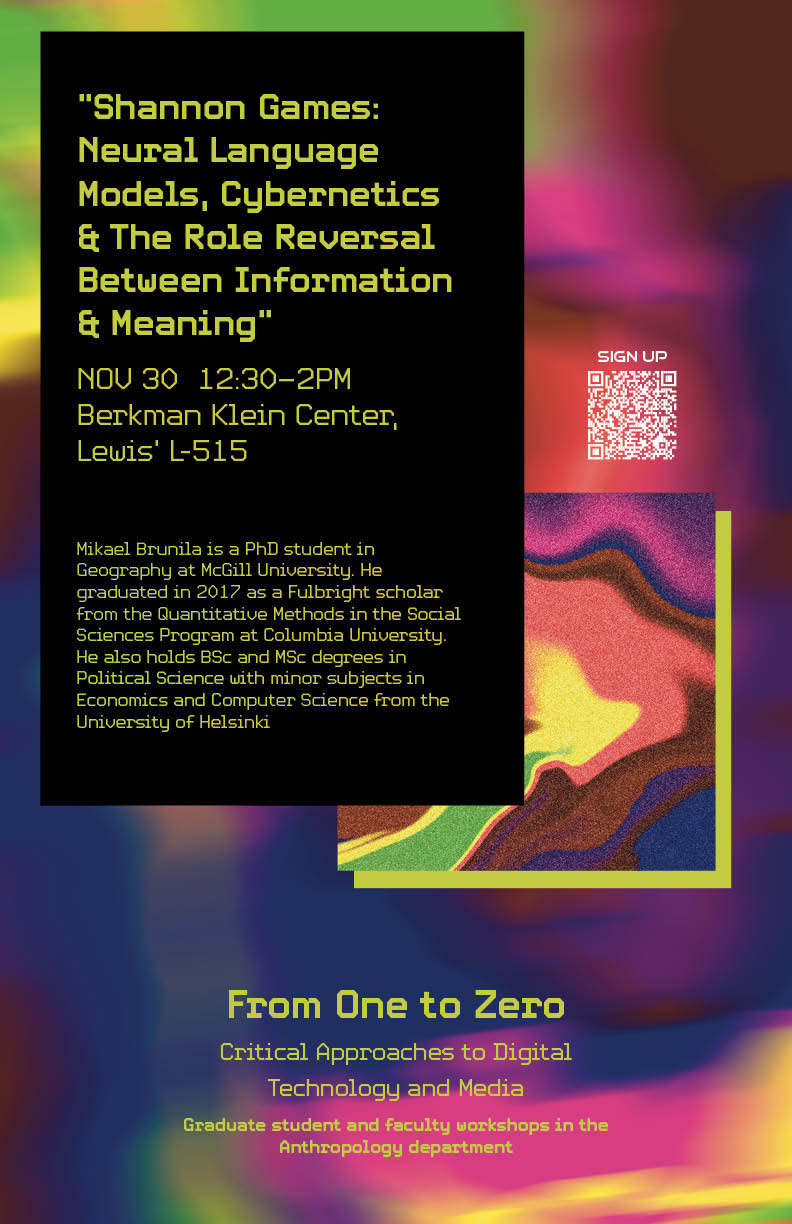 "Shannon Games:
Neural Language
Models, Cybernetics
& The Role Reversal
Between Information
& Meaning"
NOV 30 12:30–2PM
Berkman Klein Center,
Lewis' L-515
SIGN UP
Mikael Brunila is a PhD student in
Geography at McGill University. He
graduated in 2017 as a Fulbright scholar
from the Quantitative Methods in the Social
Sciences Program at Columbia University.
He also holds BSc and MSc degrees in
Political Science with minor subjects in
Economics and Computer Science from the
University of Helsinki
From One to Zero
Critical Approaches to Digital
Technology and Media
Graduate student and faculty workshops in the
Anthropology department